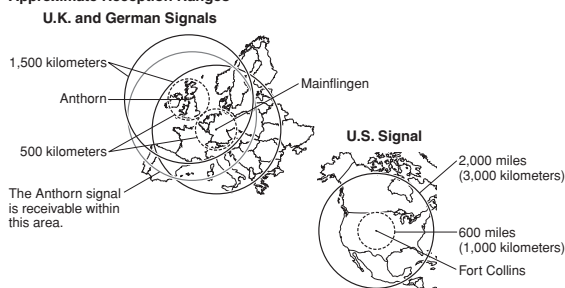 Approximate Reception Ranges
U.K. and German Signals
1,500 kilometers
Anthorn
Mainflingen
500 kilometers
The Anthorn signal
is receivable within
this area.
U.S. Signal
2,000 miles
(3,000 kilometers)
600 miles
(1,000 kilometers)
Fort Collins